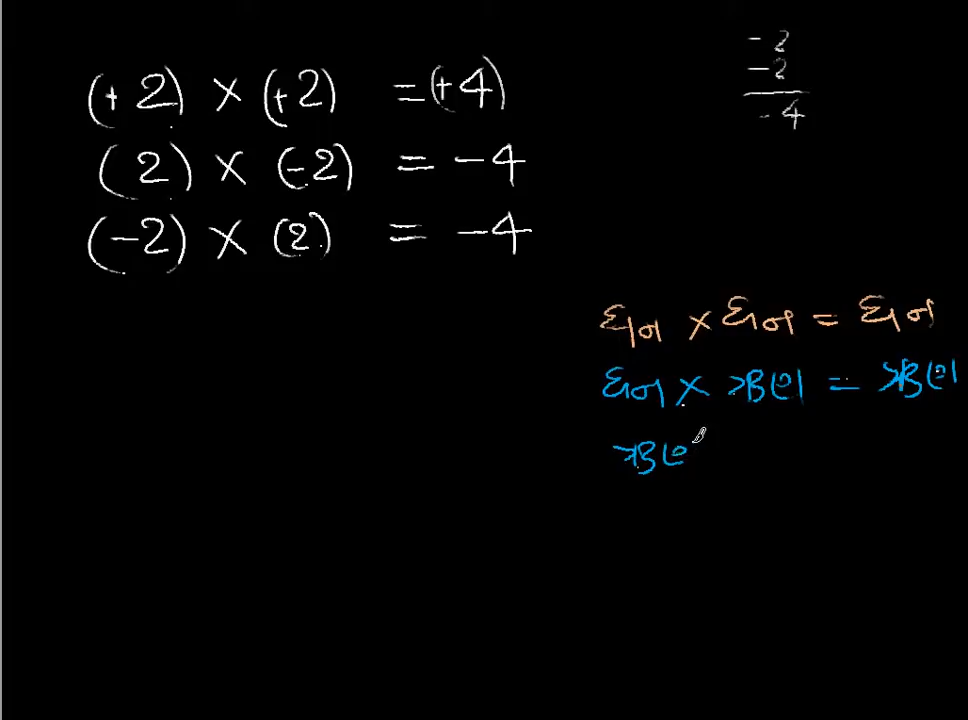 (+2) × (+2) = (+4)
(2) × (-2) = -4
(-2) × (2) = -4
-2
-2
-4
ધન × ધન = ધન
ધન × ઋણ = ઋણ
ઋણ